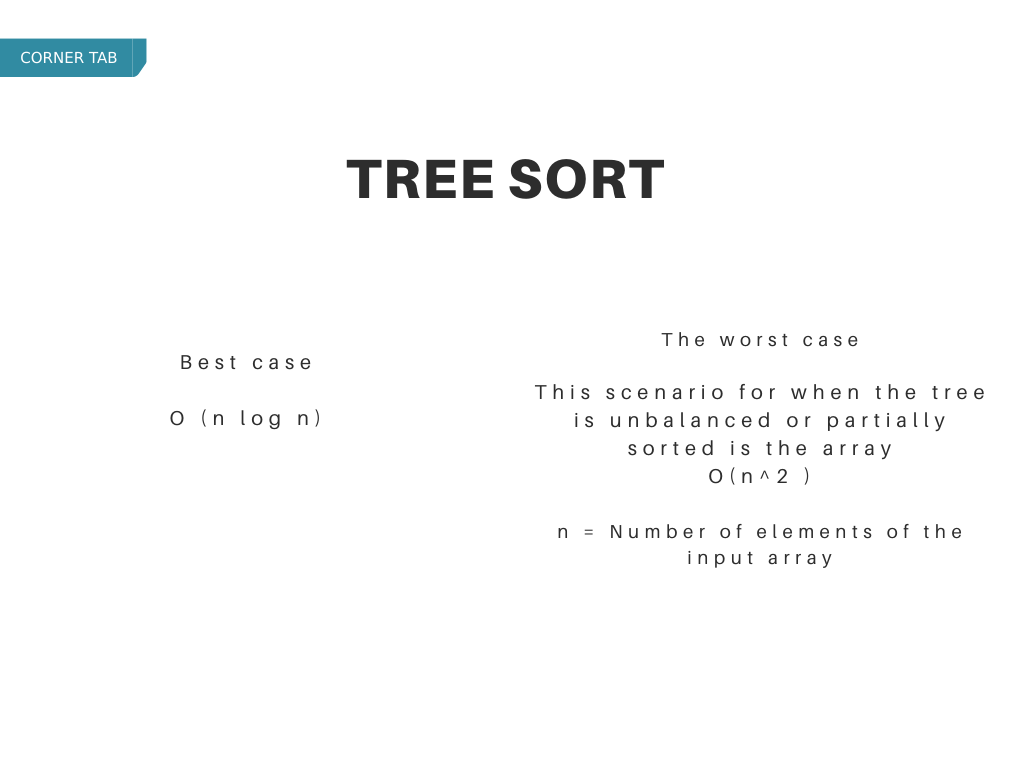 CORNER TAB
TREE SORT
Best case
O (n log n)
The worst case
This scenario for when the tree
is unbalanced or partially
sorted is the array
O(n^2 )
n = Number of elements of the
input array